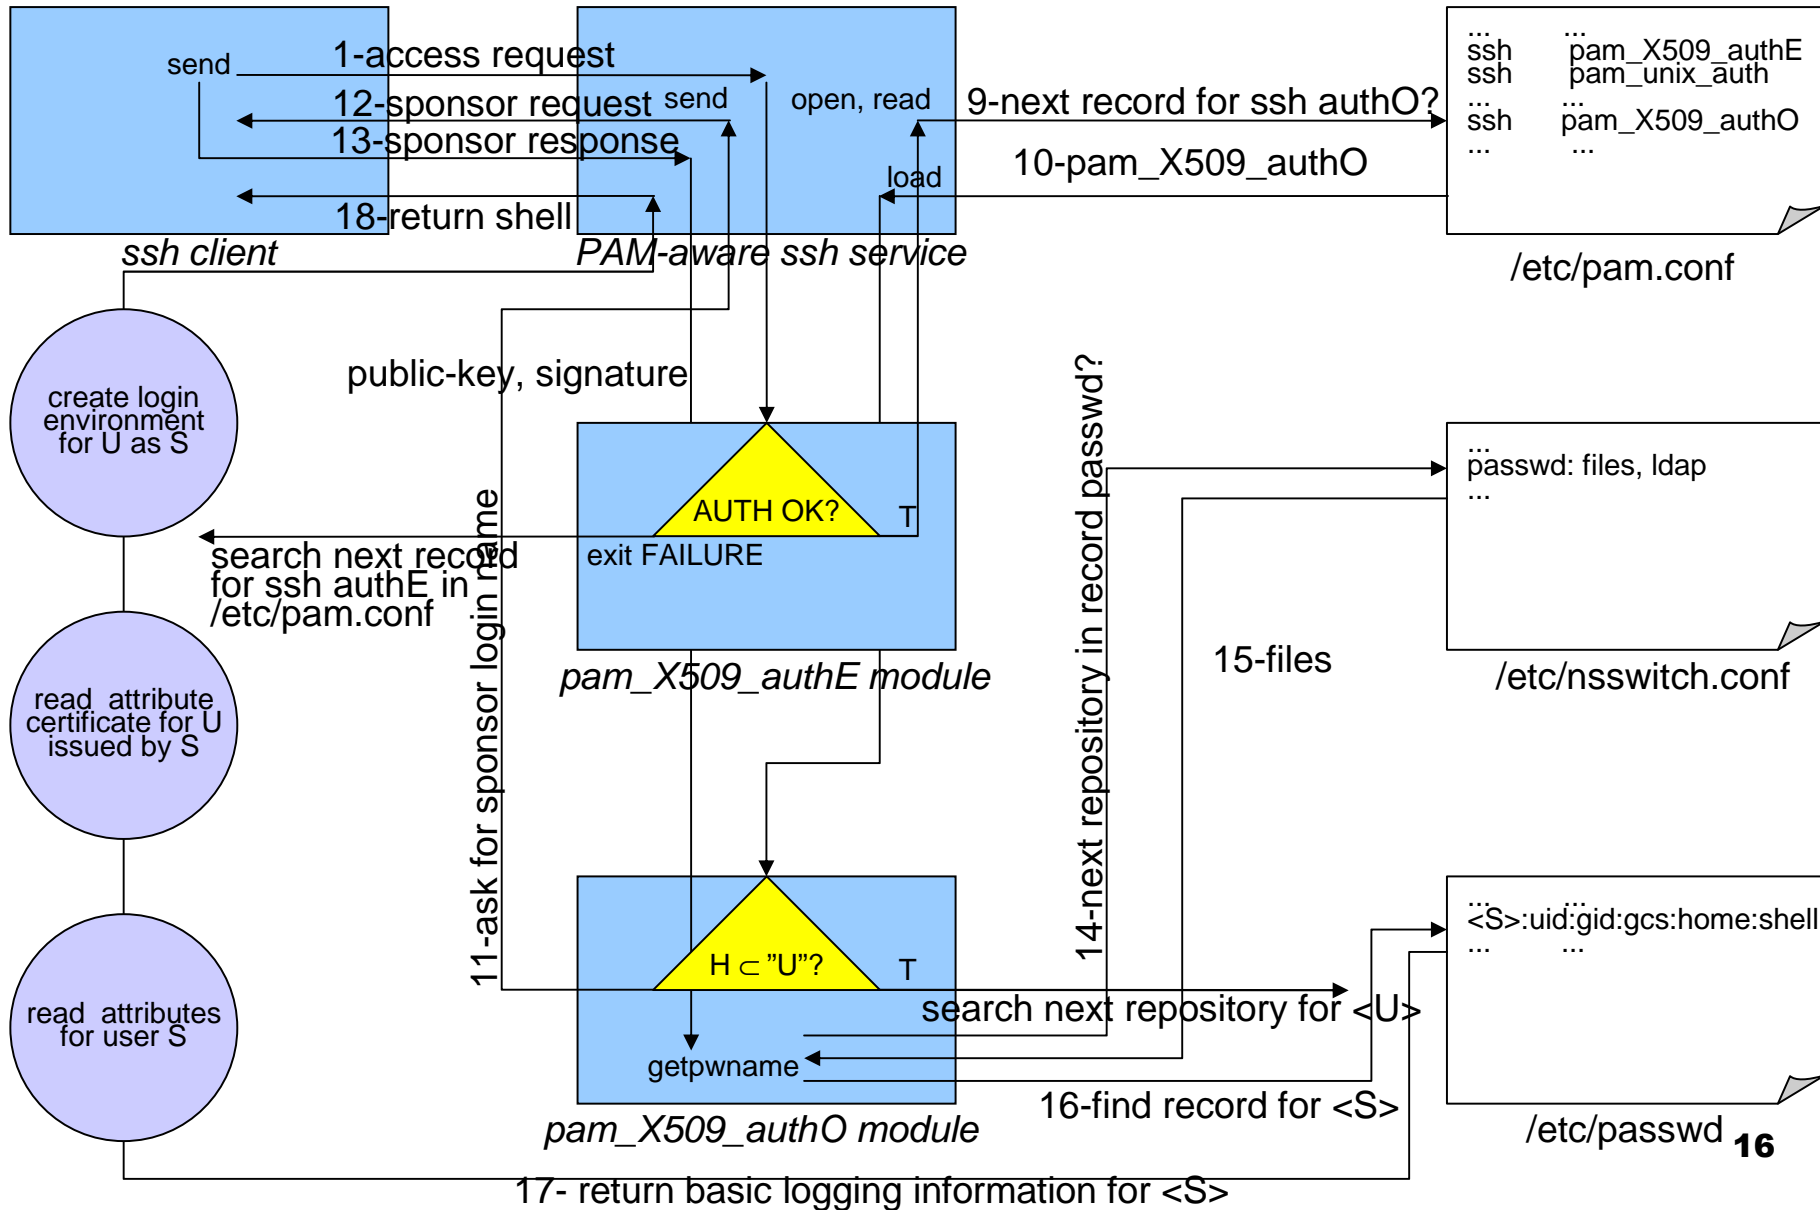 send
1-access request
12-sponsor request
13-sponsor response
18-return shell
ssh client
send
open, read
load
PAM-aware ssh service
9-next record for ssh authO?
10-pam_X509_authO
... ...
ssh pam_X509_authE
ssh pam_unix_auth
... ...
ssh pam_X509_authO
... ...
/etc/pam.conf
create login
environment
for U as S
public-key, signature
AUTH OK?
T
exit FAILURE
search next record
for ssh authE in
/etc/pam.conf
pam_X509_authE module
11-ask for sponsor login name
14-next repository in record passwd?
15-files
...
passwd: files, ldap
...
/etc/nsswitch.conf
read attribute
certificate for U
issued by S
H ⊂ ”U”?
T
search next repository for <U>
getpwname
16-find record for <S>
pam_X509_authO module
... ...
<S>:uid:gid:gcs:home:shell
... ...
/etc/passwd
16
read attributes
for user S
17- return basic logging information for <S>